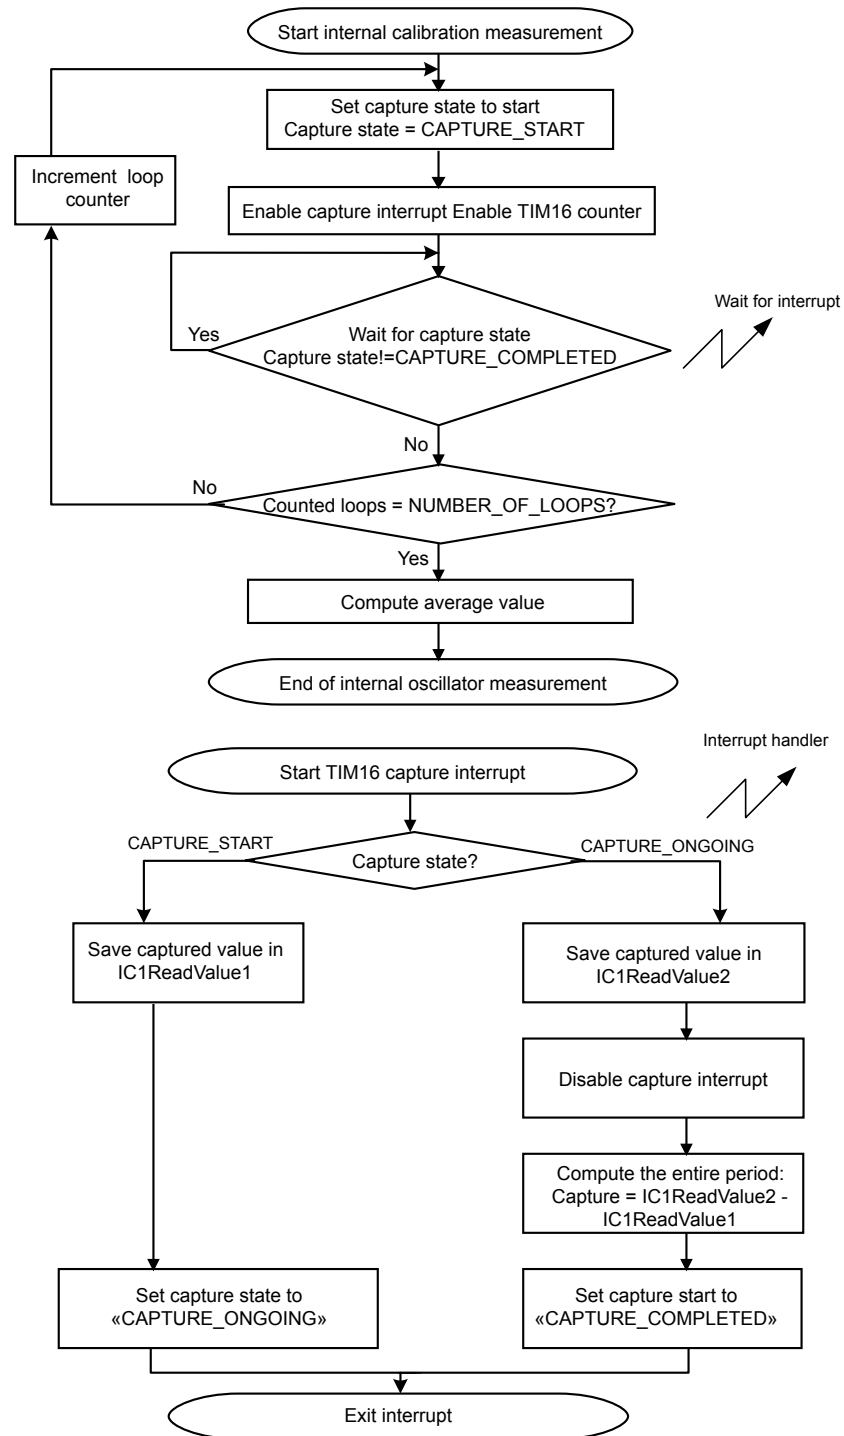 Start internal calibration measurement
Set capture state to start
Capture state = CAPTURE_START
Increment loop
counter
Enable capture interrupt Enable TIM16 counter
Wait for interrupt
Yes
Wait for capture state
Capture state!=CAPTURE_COMPLETED
No
No
Counted loops = NUMBER_OF_LOOPS?
Yes
Compute average value
End of internal oscillator measurement
Interrupt handler
Start TIM16 capture interrupt
CAPTURE_START
CAPTURE_ONGOING
Capture state?
Save captured value in
IC1ReadValue1
Save captured value in
IC1ReadValue2
Disable capture interrupt
Compute the entire period:
Capture = IC1ReadValue2 -
IC1ReadValue1
Set capture state to
«CAPTURE_ONGOING»
Set capture start to
«CAPTURE_COMPLETED»
Exit interrupt